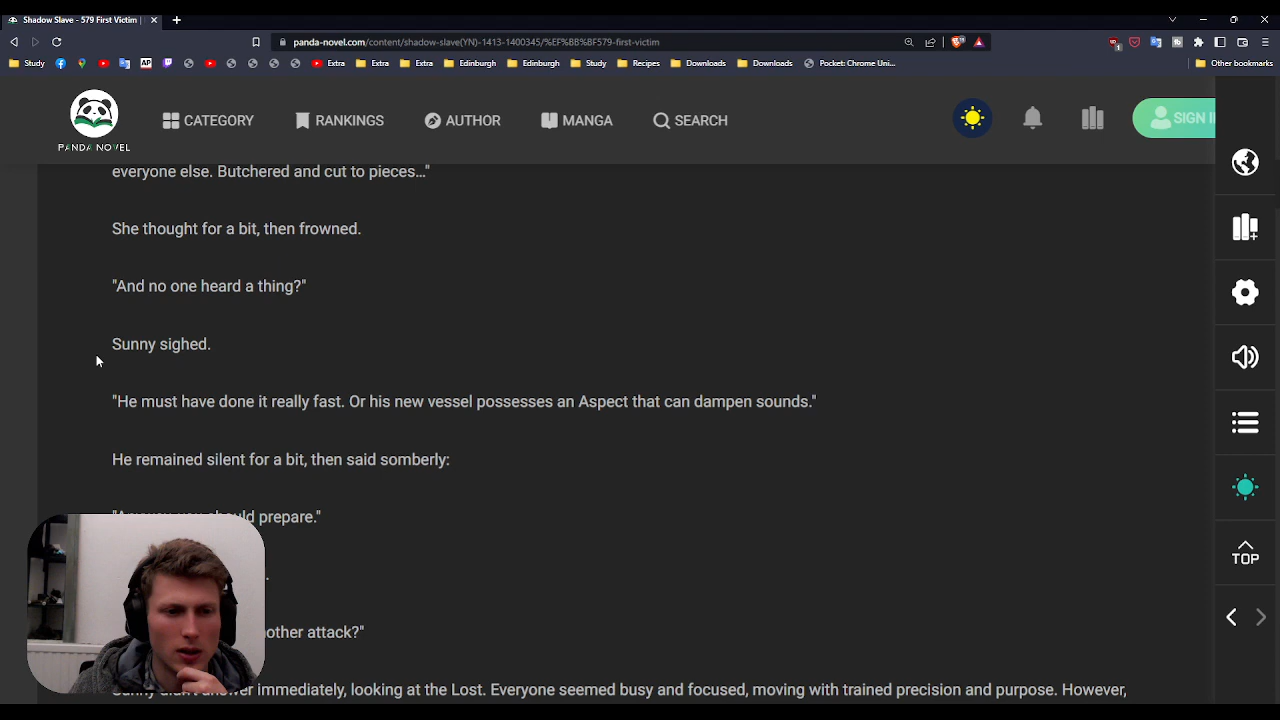 Shadow Slave - 579 First Victim |
panda-novel.com/content/shadow-slave(YN)-1413-1400345/%EF%BB%8F579-first-victim
1
Study
AP
Extra
Extra
Extra
Edinburgh
Edinburgh
Study
Recipes
Downloads
Downloads
Pocket: Chrome Uni...
Other bookmarks
PANDA NOVEL
CATEGORY
RANKINGS
AUTHOR
MANGA
SEARCH
SIGN I
everyone else. Butchered and cut to pieces..."
She thought for a bit, then frowned.
"And no one heard a thing?"
Sunny sighed.
"He must have done it really fast. Or his new vessel possesses an Aspect that can dampen sounds."
He remained silent for a bit, then said somberly:
prepare."
other attack?"
immediately, looking at the Lost. Everyone seemed busy and focused, moving with trained precision and purpose. However,
TOP